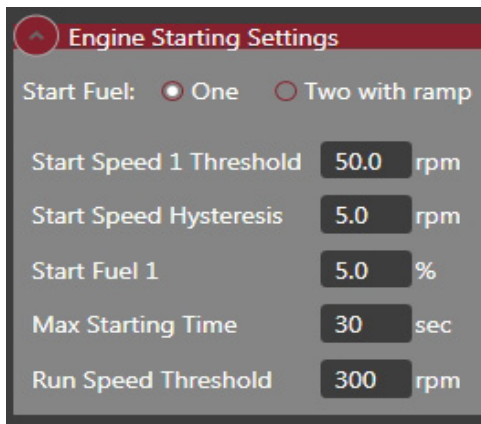 Engine Starting Settings
Start Fuel: One Two with ramp
Start Speed 1 Threshold 50.0 rpm
Start Speed Hysteresis 5.0 rpm
Start Fuel 1 5.0 %
Max Starting Time 30 sec
Run Speed Threshold 300 rpm